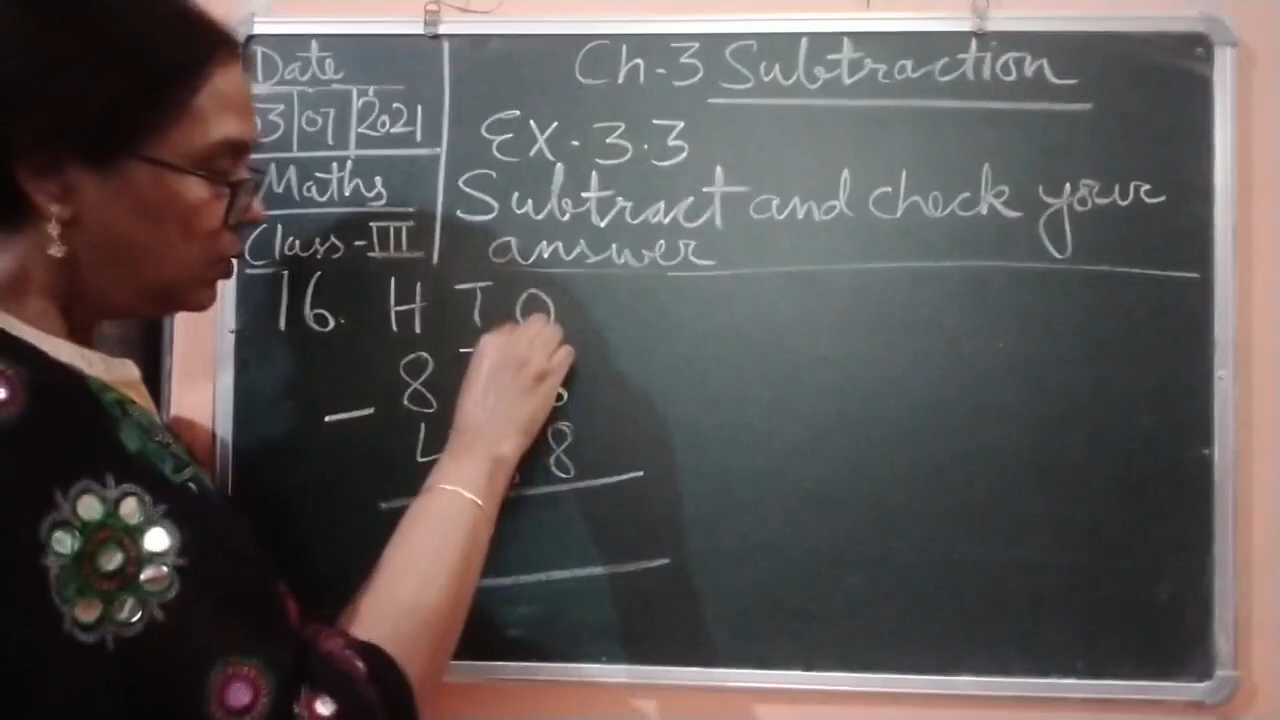 Date
3|07|2021
Maths
Class-III
Ch-3 Subtraction
EX.3.3
Subtract and check your
answer
16. H T O
8
- 8